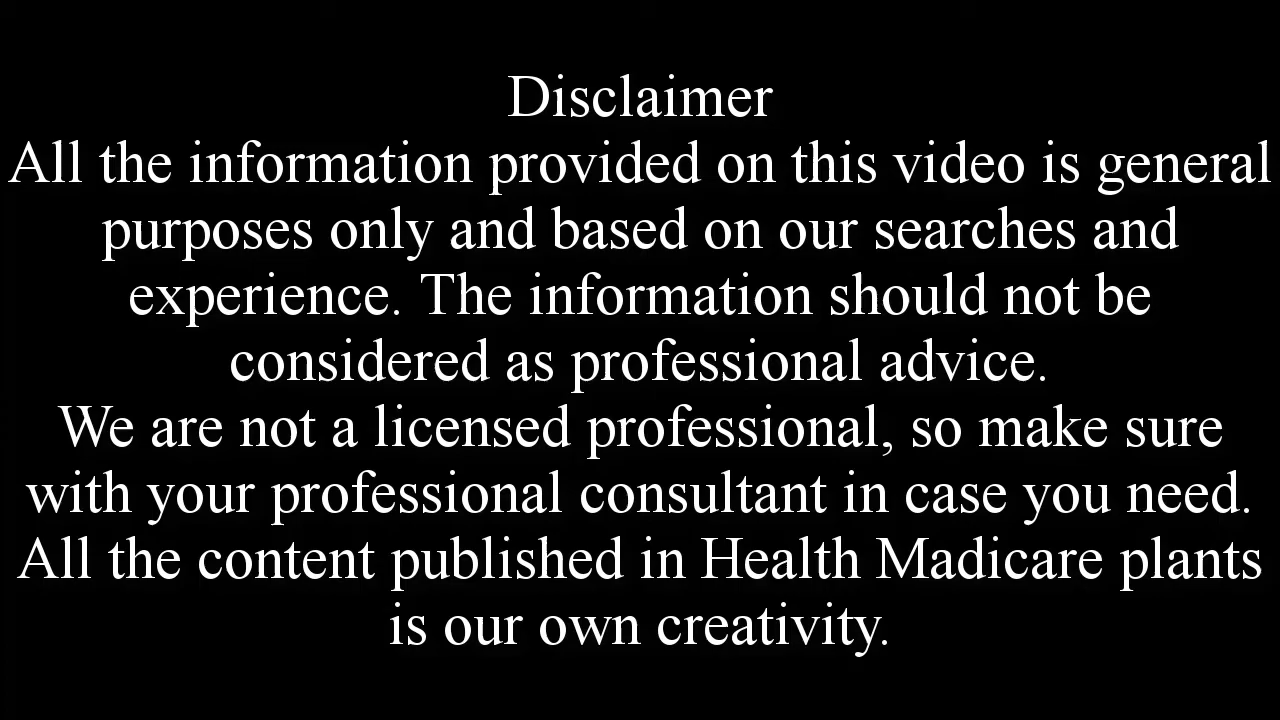 Disclaimer
All the information provided on this video is general
purposes only and based on our searches and
experience. The information should not be
considered as professional advice.
We are not a licensed professional, so make sure
with your professional consultant in case you need.
All the content published in Health Madicare plants
is our own creativity.